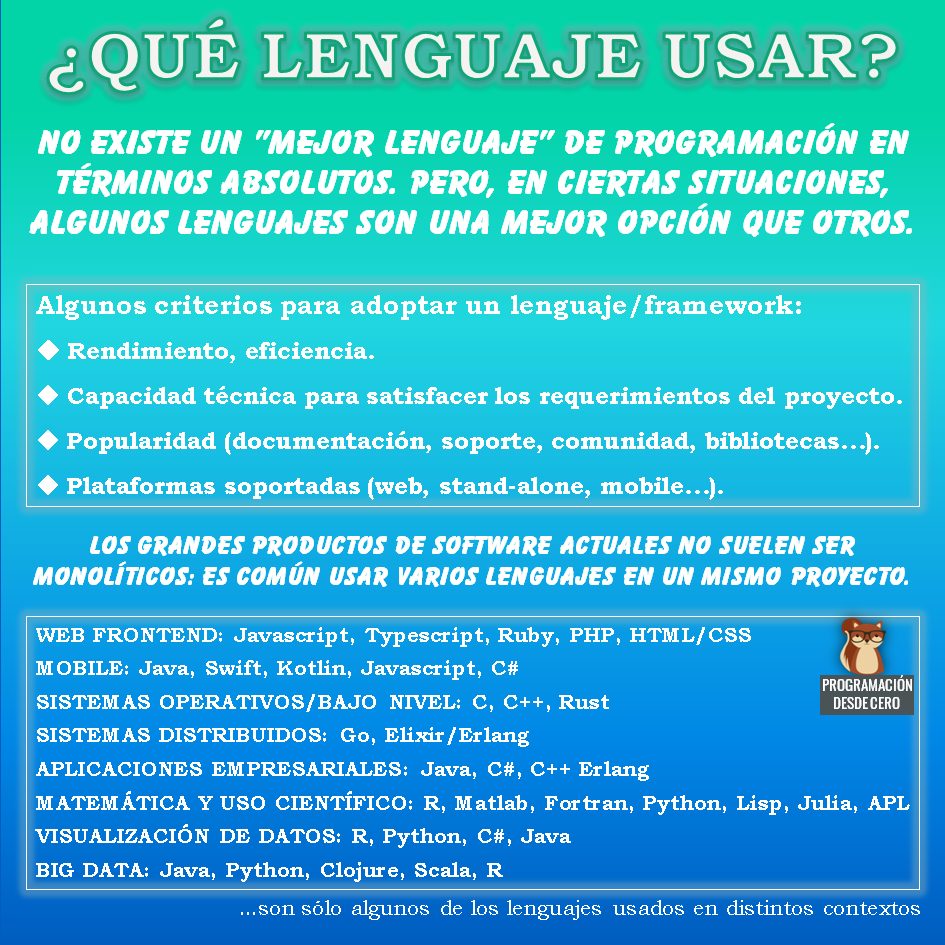 ¿QUÉ LENGUAJE USAR?
NO EXISTE UN "MEJOR LENGUAJE" DE PROGRAMACIÓN EN
TÉRMINOS ABSOLUTOS. PERO, EN CIERTAS SITUACIONES,
ALGUNOS LENGUAJES SON UNA MEJOR OPCIÓN QUE OTROS.
Algunos criterios para adoptar un lenguaje/framework:
◆ Rendimiento, eficiencia.
◆ Capacidad técnica para satisfacer los requerimientos del proyecto.
◆ Popularidad (documentación, soporte, comunidad, bibliotecas...).
◆ Plataformas soportadas (web, stand-alone, mobile...).
LOS GRANDES PRODUCTOS DE SOFTWARE ACTUALES NO SUELEN SER
MONOLÍTICOS: ES COMÚN USAR VARIOS LENGUAJES EN UN MISMO PROYECTO.
WEB FRONTEND: Javascript, Typescript, Ruby, PHP, HTML/CSS
MOBILE: Java, Swift, Kotlin, Javascript, C#
SISTEMAS OPERATIVOS/BAJO NIVEL: C, C++, Rust
SISTEMAS DISTRIBUIDOS: Go, Elixir/Erlang
APLICACIONES EMPRESARIALES: Java, C#, C++ Erlang
MATEMÁTICA Y USO CIENTÍFICO: R, Matlab, Fortran, Python, Lisp, Julia, APL
VISUALIZACIÓN DE DATOS: R, Python, C#, Java
BIG DATA: Java, Python, Clojure, Scala, R
PROGRAMACIÓN
DESDE CERO
...son sólo algunos de los lenguajes usados en distintos contextos